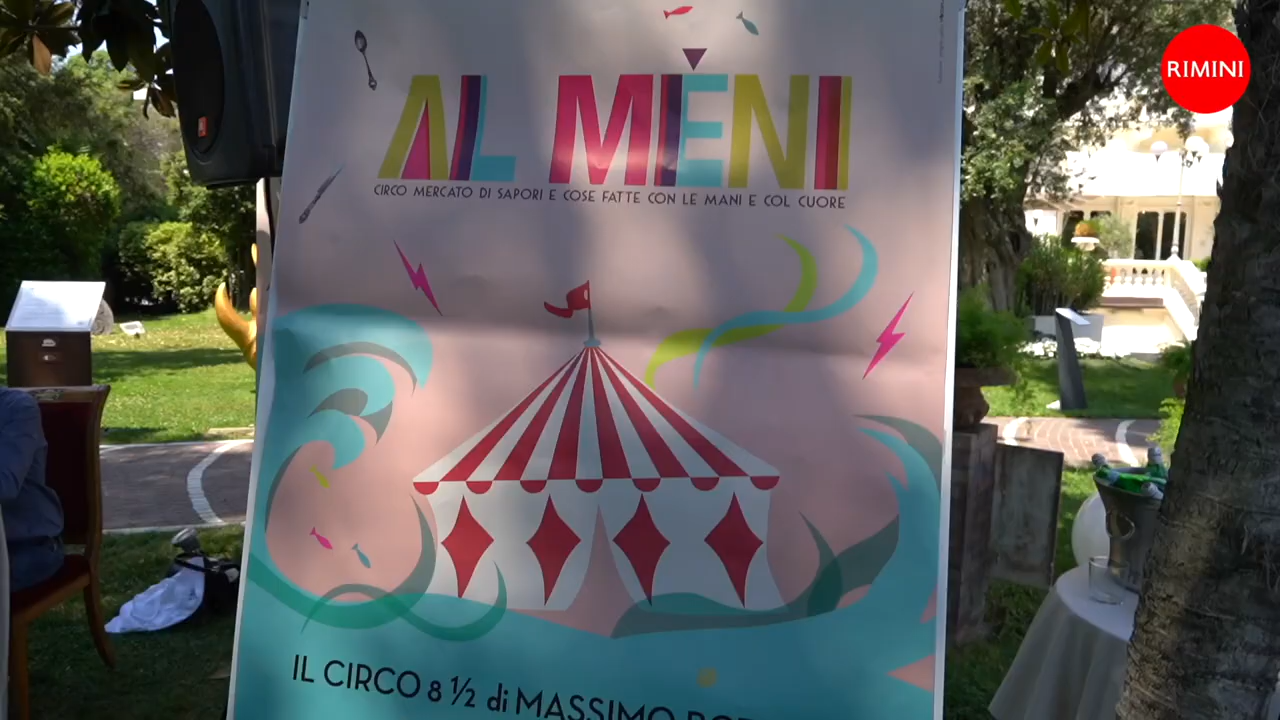 RIMINI
AL MÈNI
CIRCO MERCATO DI SAPORI E COSE FATTE CON LE MANI E COL CUORE
IL CIRCO 8 ½ di MASSIMO